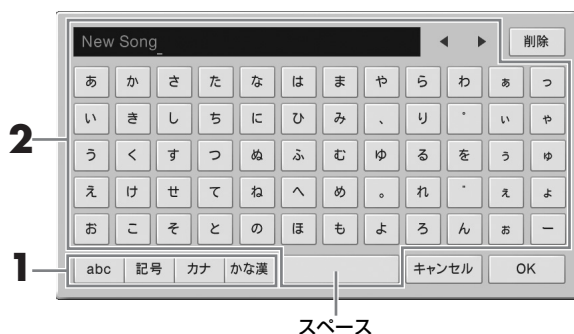 New Song_ ◀ ▶ 削除
あ か さ た な は ま や ら わ ぁ っ
い き し ち に ひ み 、 り ゛ ぃ ゃ
う く す つ ぬ ふ む ゆ る を ぅ ゅ
え け せ て ね へ め 。 れ ゜ ぇ ょ
お こ そ と の ほ も よ ろ ん ぉ ー
abc 記号 カナ かな漢 キャンセル OK
2
1
スペース